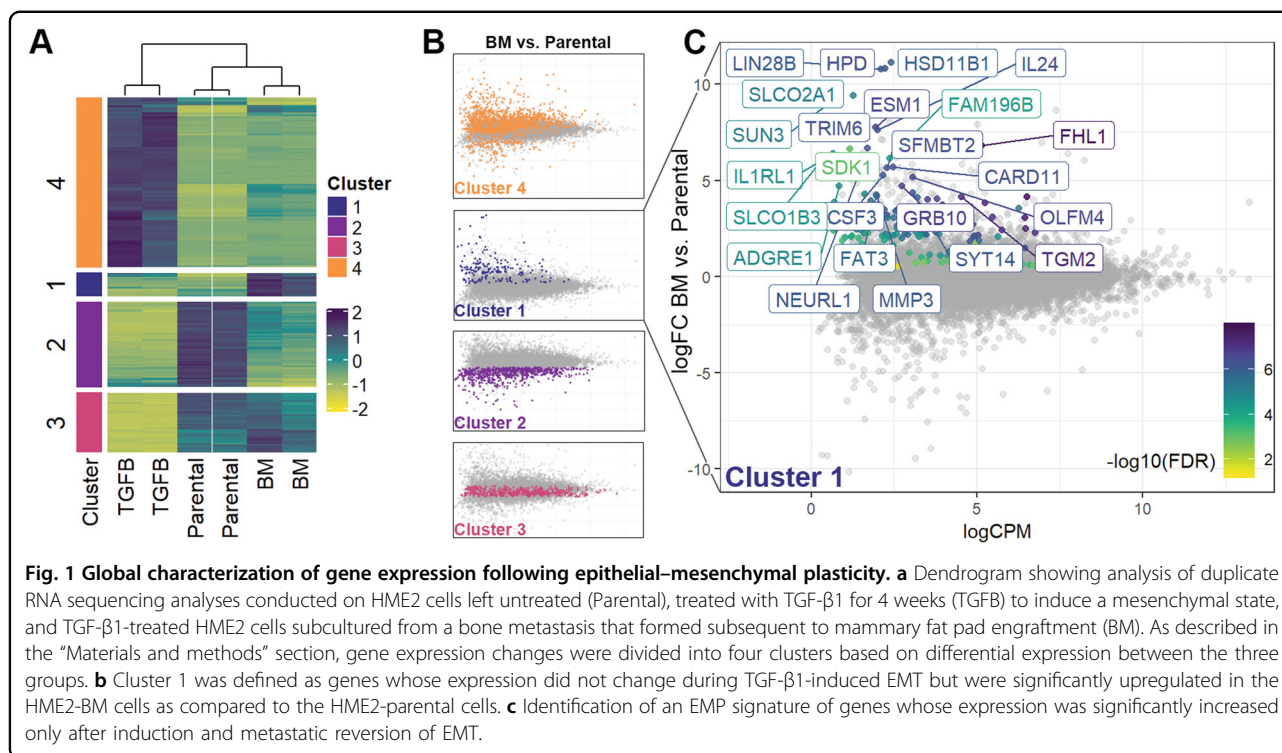 A
4
1
2
3
Cluster
TGFB
TGFB
Parental
Parental
BM
BM
Cluster
1
2
3
4
2
1
0
-1
-2
B
BM vs. Parental
Cluster 4
Cluster 1
Cluster 2
Cluster 3
C
logFC BM vs. Parental
10
5
0
-5
-10
LIN28B HPD HSD11B1 IL24
SLCO2A1 ESM1 FAM196B
SUN3 TRIM6 SFMBT2 FHL1
IL1RL1 SDK1 CARD11
SLCO1B3 CSF3 GRB10 OLFM4
ADGRE1 FAT3 SYT14 TGM2
NEURL1 MMP3
6
4
2
-log10(FDR)
Cluster 1
0 5 10
logCPM
Fig. 1 Global characterization of gene expression following epithelial–mesenchymal plasticity. a Dendrogram showing analysis of duplicate
RNA sequencing analyses conducted on HME2 cells left untreated (Parental), treated with TGF-β1 for 4 weeks (TGFB) to induce a mesenchymal state,
and TGF-β1-treated HME2 cells subcultured from a bone metastasis that formed subsequent to mammary fat pad engraftment (BM). As described in
the “Materials and methods” section, gene expression changes were divided into four clusters based on differential expression between the three
groups. b Cluster 1 was defined as genes whose expression did not change during TGF-β1-induced EMT but were significantly upregulated in the
HME2-BM cells as compared to the HME2-parental cells. c Identification of an EMP signature of genes whose expression was significantly increased
only after induction and metastatic reversion of EMT.